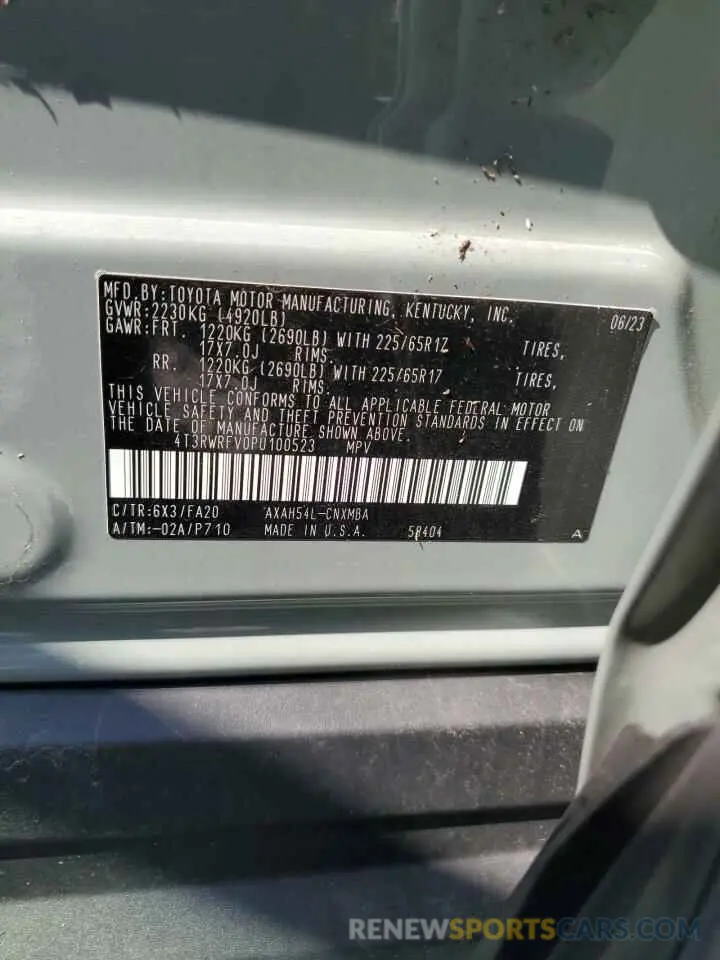 MFD.BY:TOYOTA MOTOR MANUFACTURING, KENTUCKY, INC. 06/23
GVWR:2230KG (4920LB)
GAWR:FRT. 1220KG (2690LB) WITH 225/65R17 TIRES,
17X7.0J RIMS.
RR. 1220KG (2690LB) WITH 225/65R17 TIRES,
17X7.0J RIMS.
THIS VEHICLE CONFORMS TO ALL APPLICABLE FEDERAL MOTOR
VEHICLE SAFETY AND THEFT PREVENTION STANDARDS IN EFFECT ON
THE DATE OF MANUFACTURE SHOWN ABOVE.
4T3RWRFV0PU100523 MPV
C/TR:6X3/FA20 AXAH54L-CNXMBA
A/TM:-02A/P710 MADE IN U.S.A. 58404 A
RENEWSPORTSCARS.COM